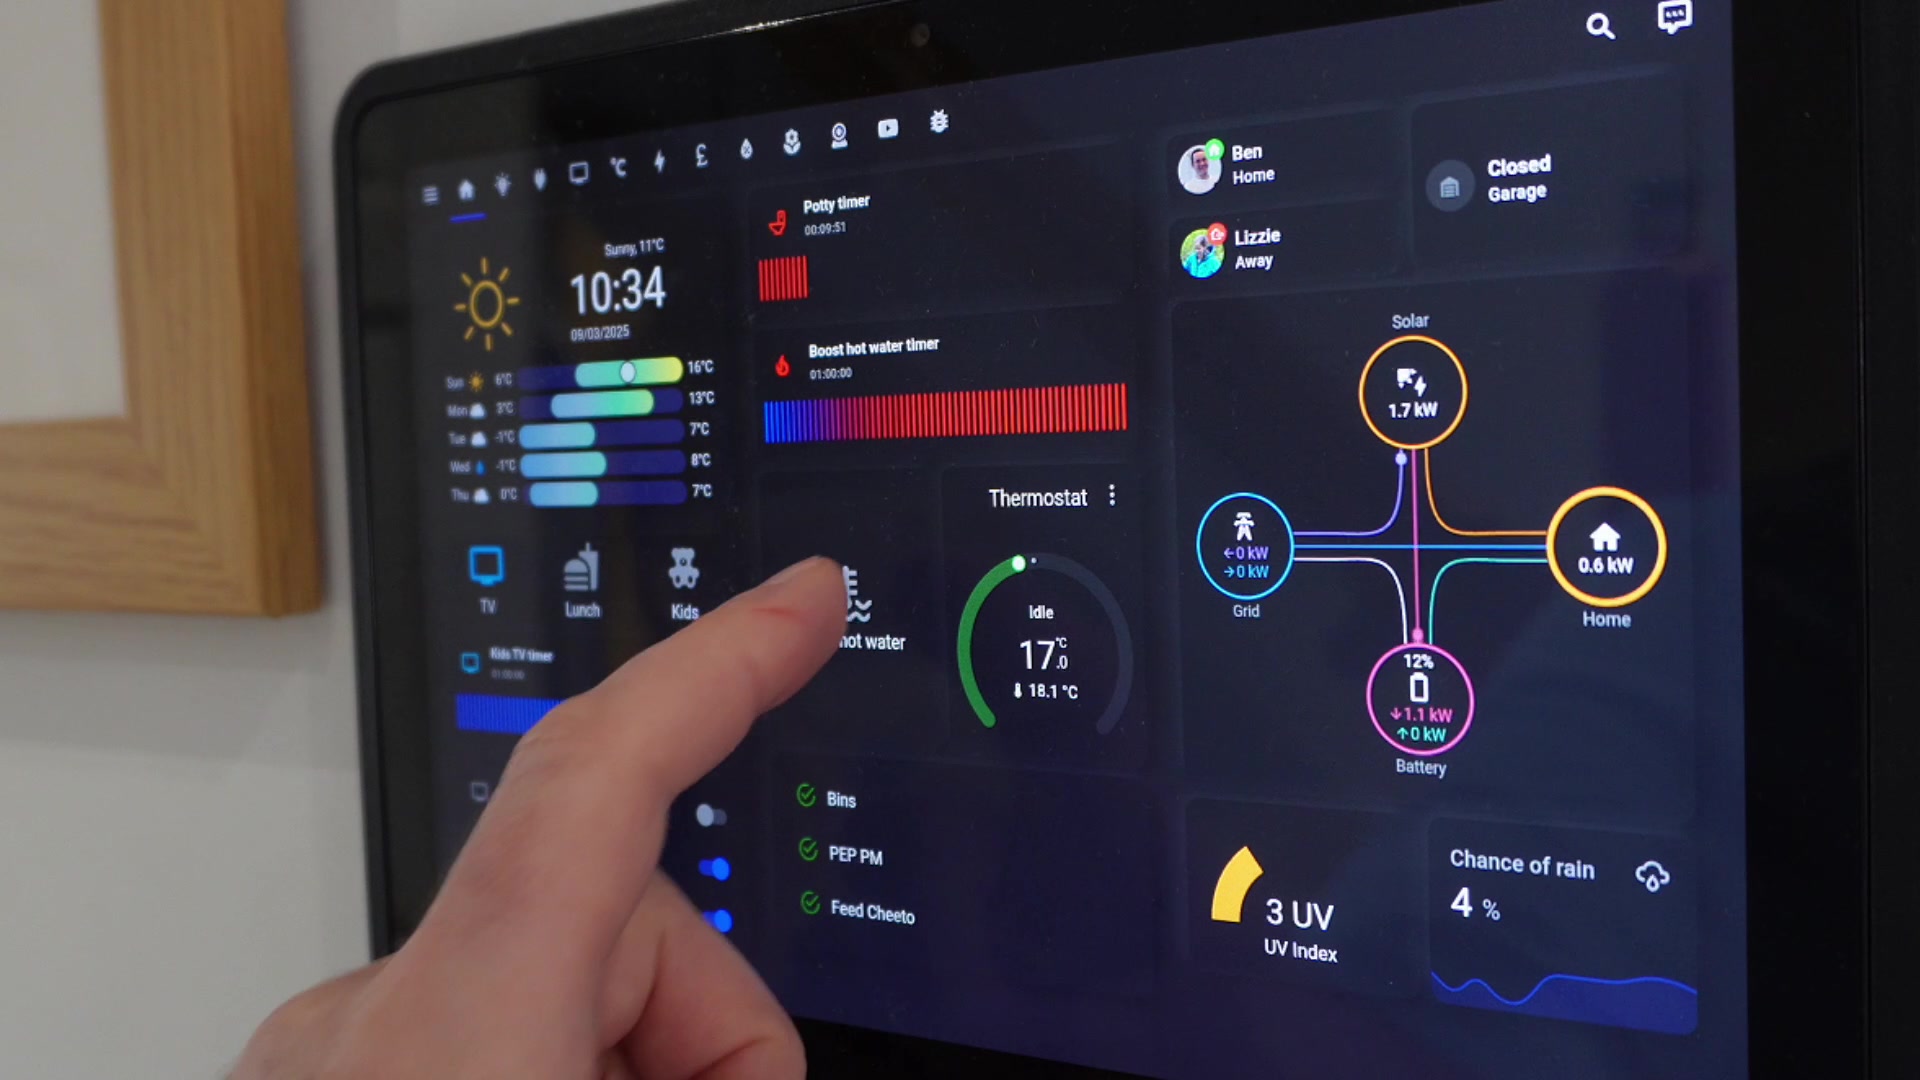 ℃
£
Sunny, 11°C
10:34
09/03/2025
Sun 6°C 16°C
Mon 3°C 13°C
Tue -1°C 7°C
Wed -1°C 8°C
Thu 0°C 7°C
TV
Lunch
Kids
Kids TV timer
01:00:00
Potty timer
00:09:51
Boost hot water timer
01:00:00
hot water
Thermostat
Idle
17.0 °C
18.1 °C
Bins
PEP PM
Feed Cheeto
Ben
Home
Lizzie
Away
Closed
Garage
Solar
1.7 kW
←0 kW
→0 kW
Grid
0.6 kW
Home
12%
↓1.1 kW
↑0 kW
Battery
3 UV
UV Index
Chance of rain
4 %